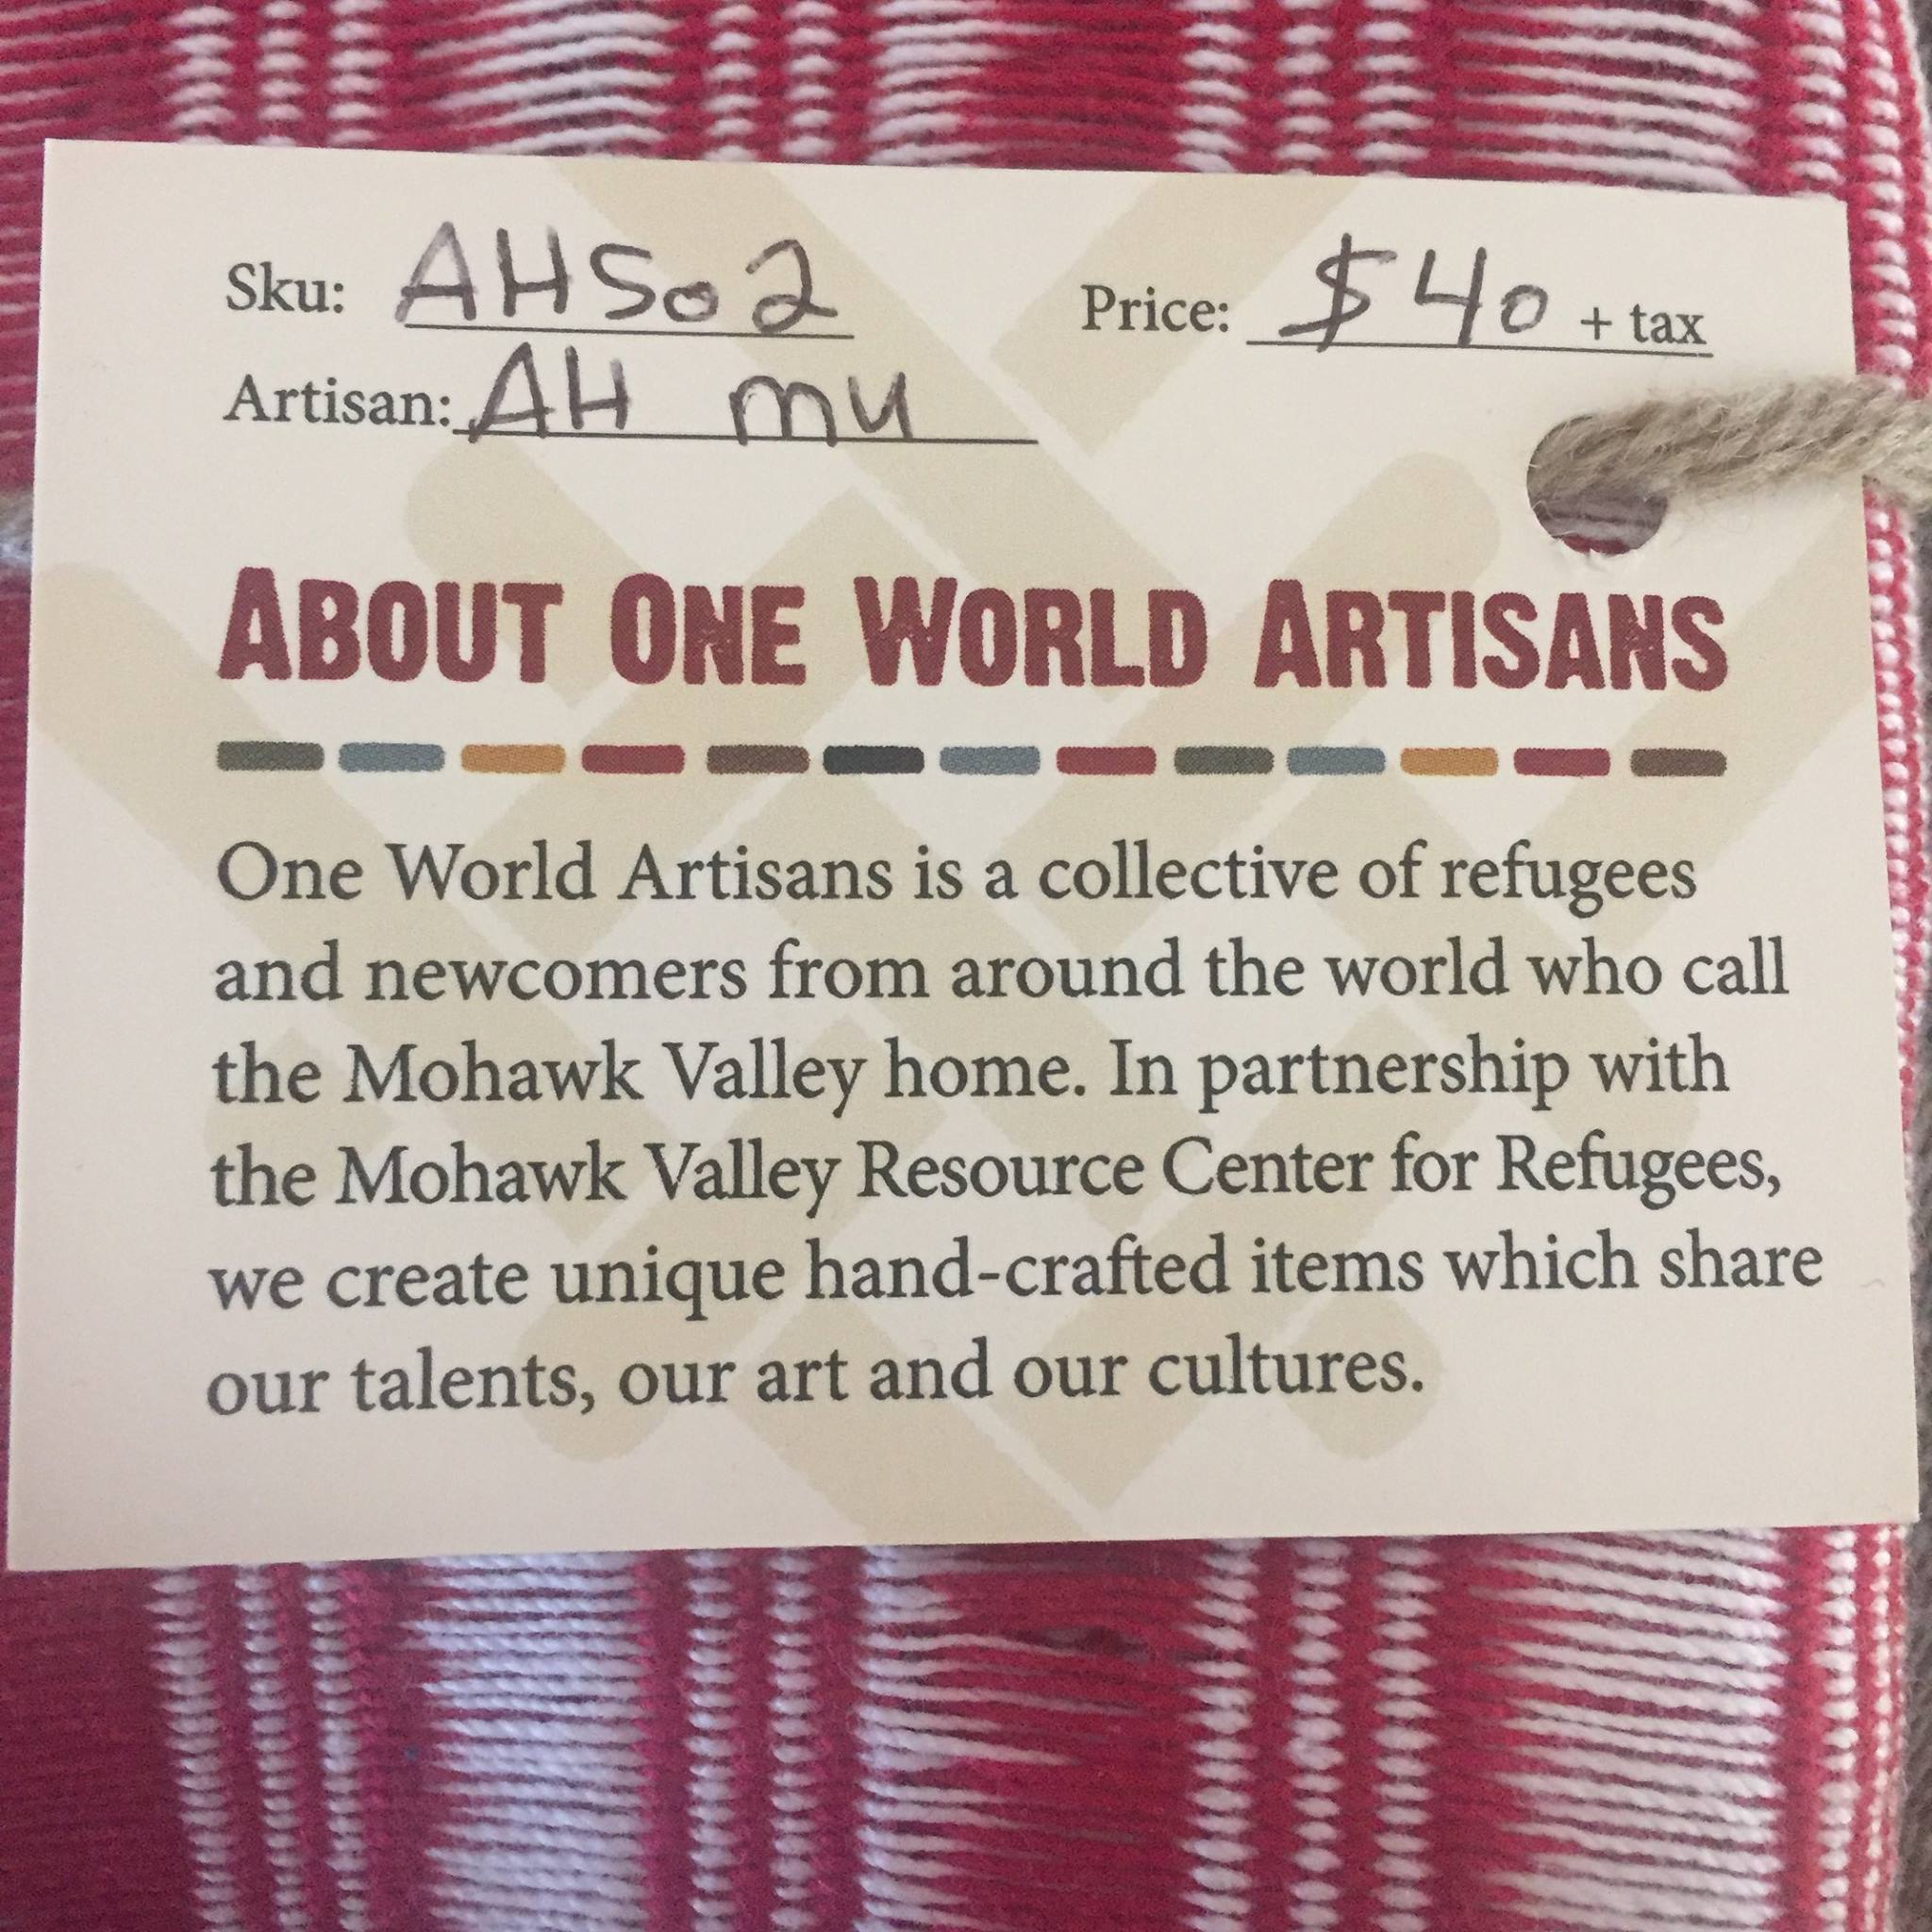 Sku: AHS02 Price: $40 + tax
Artisan: AH mu
ABOUT ONE WORLD ARTISANS
One World Artisans is a collective of refugees
and newcomers from around the world who call
the Mohawk Valley home. In partnership with
the Mohawk Valley Resource Center for Refugees,
we create unique hand-crafted items which share
our talents, our art and our cultures.